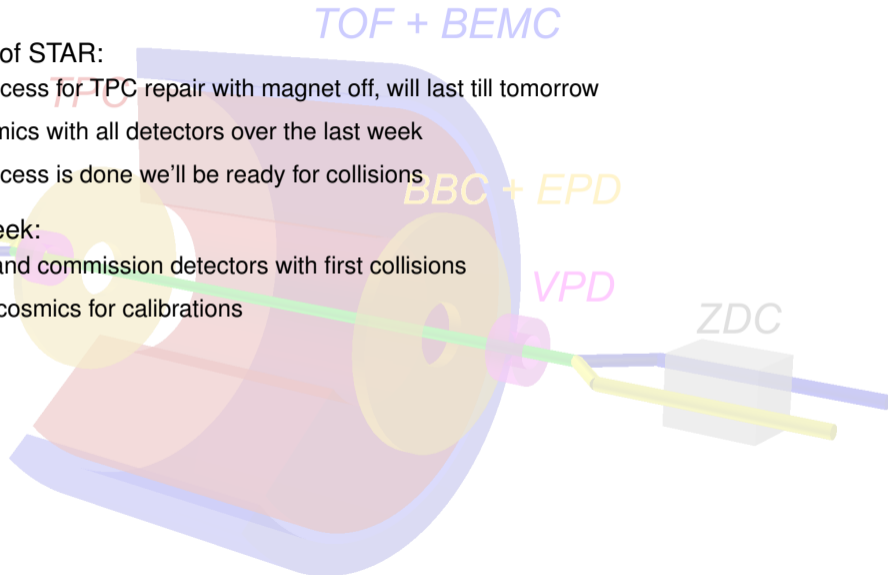 TOF + BEMC
of STAR:
cess for TPC repair with magnet off, will last till tomorrow
TPC
mics with all detectors over the last week
cess is done we'll be ready for collisions
BBC + EPD
eek:
and commission detectors with first collisions
VPD
cosmics for calibrations
ZDC